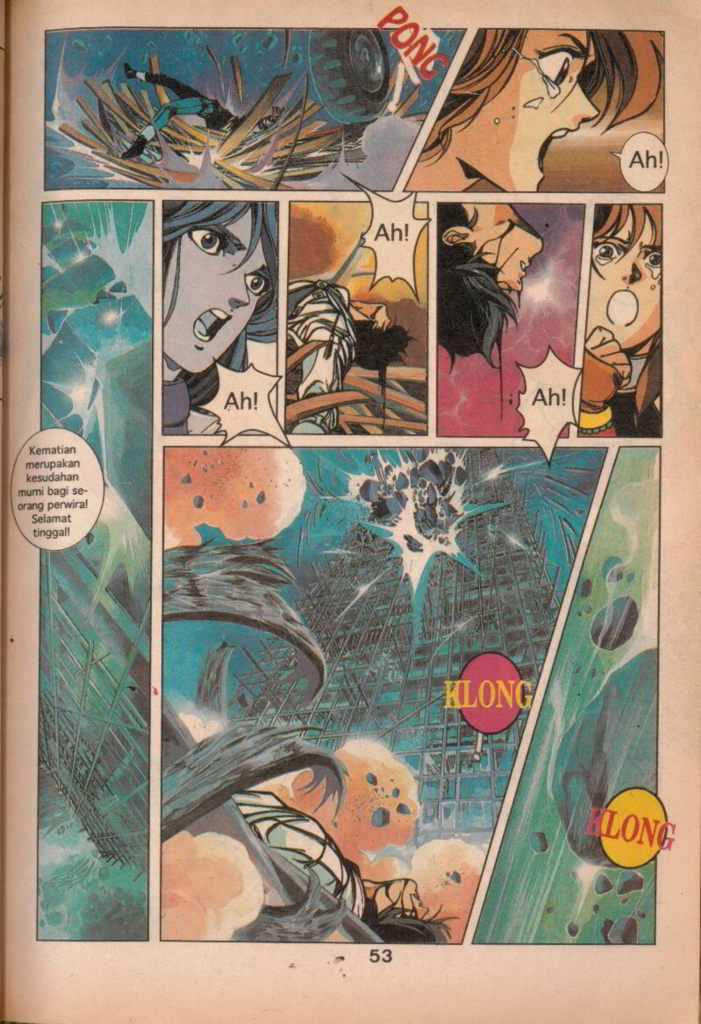 PONG
Ah!
Ah!
Ah!
Ah!
Kematian
merupakan
kesudahan
murni bagi se-
orang perwira!
Selamat
tinggal!
KLONG
KLONG
53